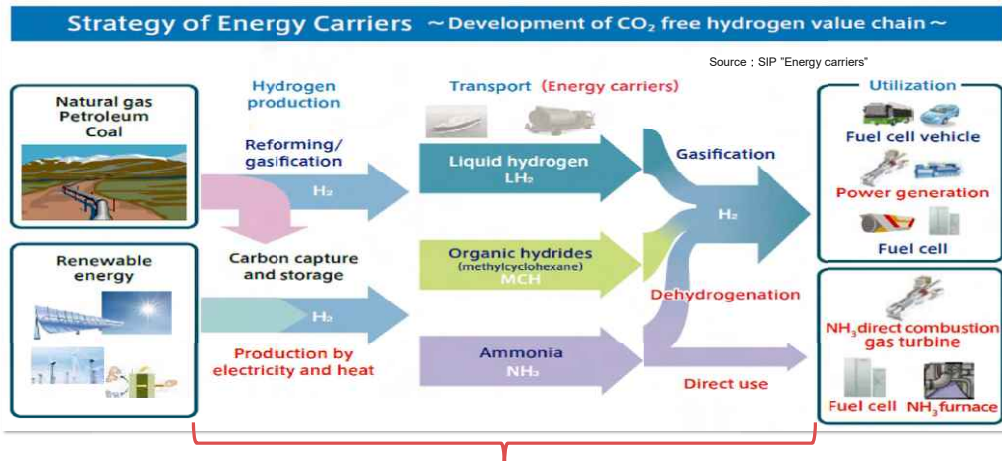 Strategy of Energy Carriers ～Development of CO₂ free hydrogen value chain～
Source : SIP "Energy carriers"
Natural gas
Petroleum
Coal
Hydrogen
production
Reforming/
gasification
H₂
Carbon capture
and storage
Renewable
energy
H₂
Production by
electricity and heat
Transport (Energy carriers)
Liquid hydrogen
LH₂
Organic hydrides
(methylcyclohexane)
MCH
Ammonia
NH₃
Gasification
H₂
Dehydrogenation
Direct use
Utilization
Fuel cell vehicle
Power generation
Fuel cell
NH₃direct combustion
gas turbine
Fuel cell NH₃furnace